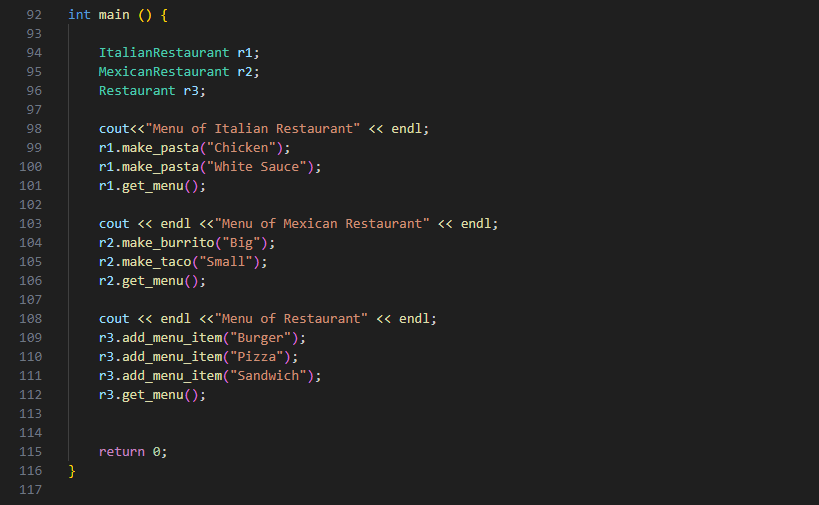 92 int main () {
93
94 ItalianRestaurant r1;
95 MexicanRestaurant r2;
96 Restaurant r3;
97
98 cout<<"Menu of Italian Restaurant" << endl;
99 r1.make_pasta("Chicken");
100 r1.make_pasta("White Sauce");
101 r1.get_menu();
102
103 cout << endl <<"Menu of Mexican Restaurant" << endl;
104 r2.make_burrito("Big");
105 r2.make_taco("Small");
106 r2.get_menu();
107
108 cout << endl <<"Menu of Restaurant" << endl;
109 r3.add_menu_item("Burger");
110 r3.add_menu_item("Pizza");
111 r3.add_menu_item("Sandwich");
112 r3.get_menu();
113
114
115 return 0;
116 }
117